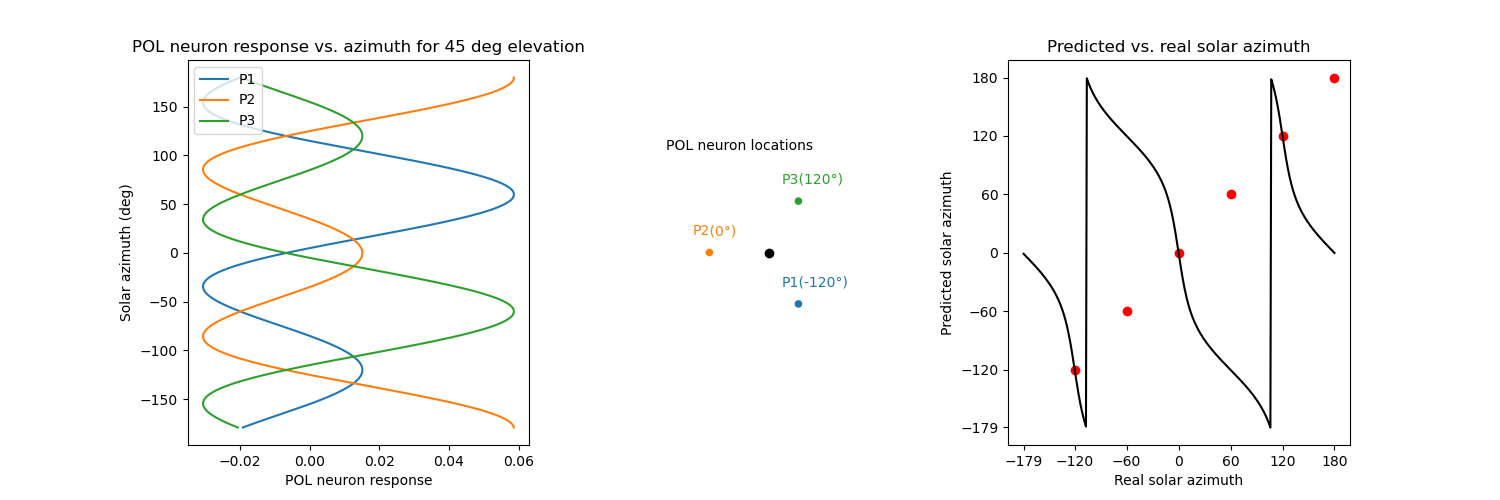 POL neuron response vs. azimuth for 45 deg elevation
P1
P2
P3
150
100
50
0
−50
−100
−150
Solar azimuth (deg)
−0.02
0.00
0.02
0.04
0.06
POL neuron response
POL neuron locations
P3(120°)
P2(0°)
P1(-120°)
Predicted vs. real solar azimuth
180
120
60
0
−60
−120
−179
Predicted solar azimuth
−179
−120
−60
0
60
120
180
Real solar azimuth